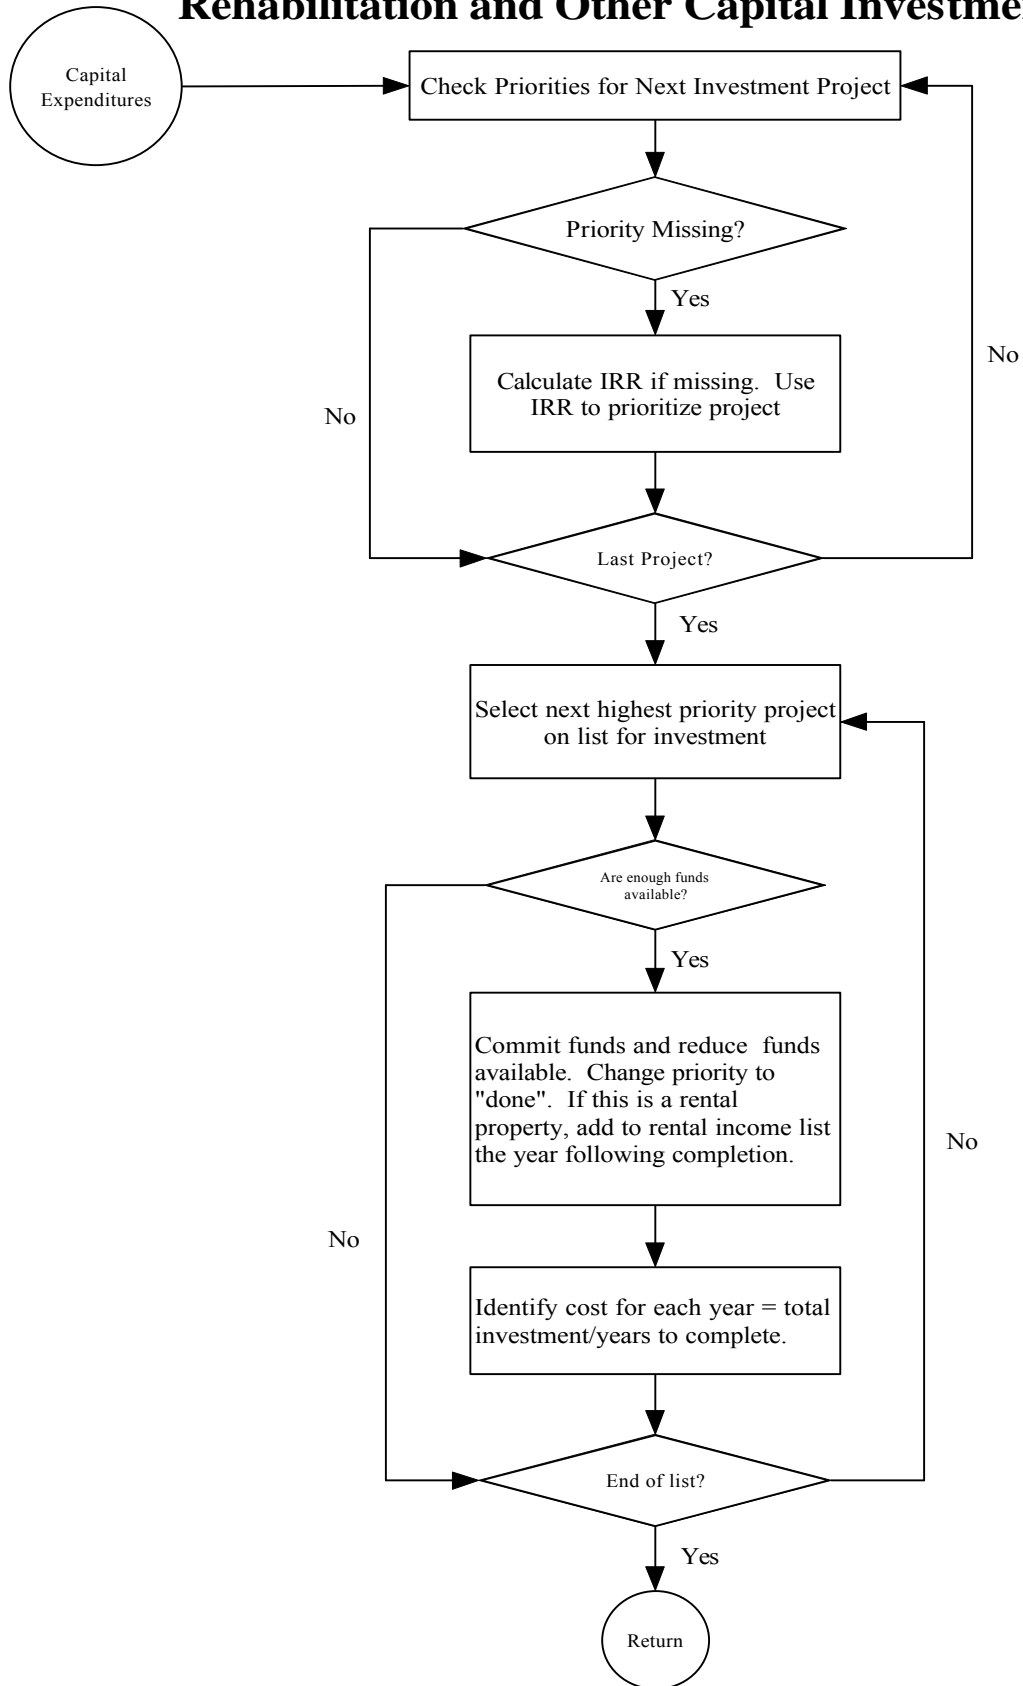 Rehabilitation and Other Capital
Capital
Expenditures
Check Priorities for Next Investment Project
Priority Missing?
Yes
No
Calculate IRR if missing.  Use
IRR to prioritize project
No
Last Project?
Yes
Select next highest priority project
on list for investment
Are enough funds
available?
Yes
Commit funds and reduce  funds
available.  Change priority to
"done".  If this is a rental
property, add to rental income list
the year following completion.
No
No
Identify cost for each year = total
investment/years to complete.
End of list?
Yes
Return